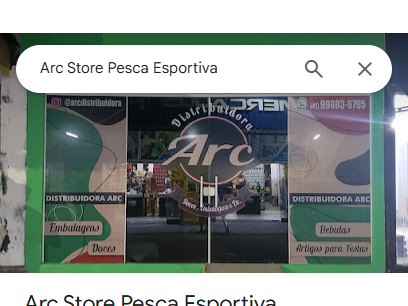 Arc Store Pesca Esportiva
@arcdistribuidora
99803-6795
Distribuidora
Arc
Doces, Embalagens e Etc.
DISTRIBUIDORA ARC
Embalagens
Doces
DISTRIBUIDORA ARC
Bebidas
Artigos para Festas
Arc Store Pesca Esportiva